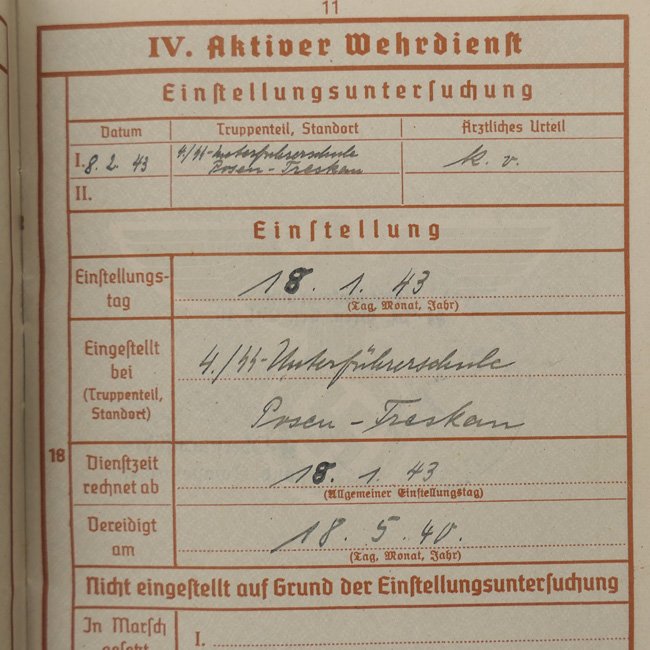 11
IV. Aktiver Wehrdienst
Einstellungsuntersuchung
Datum Truppenteil, Standort Ärztliches Urteil
I. 8. 2. 43 4./SS-Unterführerschule Posen-Treskau k. v.
II.
Einstellung
Einstellungs-
tag
18. 1. 43
(Tag, Monat, Jahr)
Eingestellt
bei
(Truppenteil,
Standort)
4./SS-Unterführerschule
Posen-Treskau
18
Dienstzeit
rechnet ab
18. 1. 43
(Allgemeiner Einstellungstag)
Vereidigt
am
18. 5. 40.
(Tag, Monat, Jahr)
Nicht eingestellt auf Grund der Einstellungsuntersuchung
In Marsch
gesetzt
I.